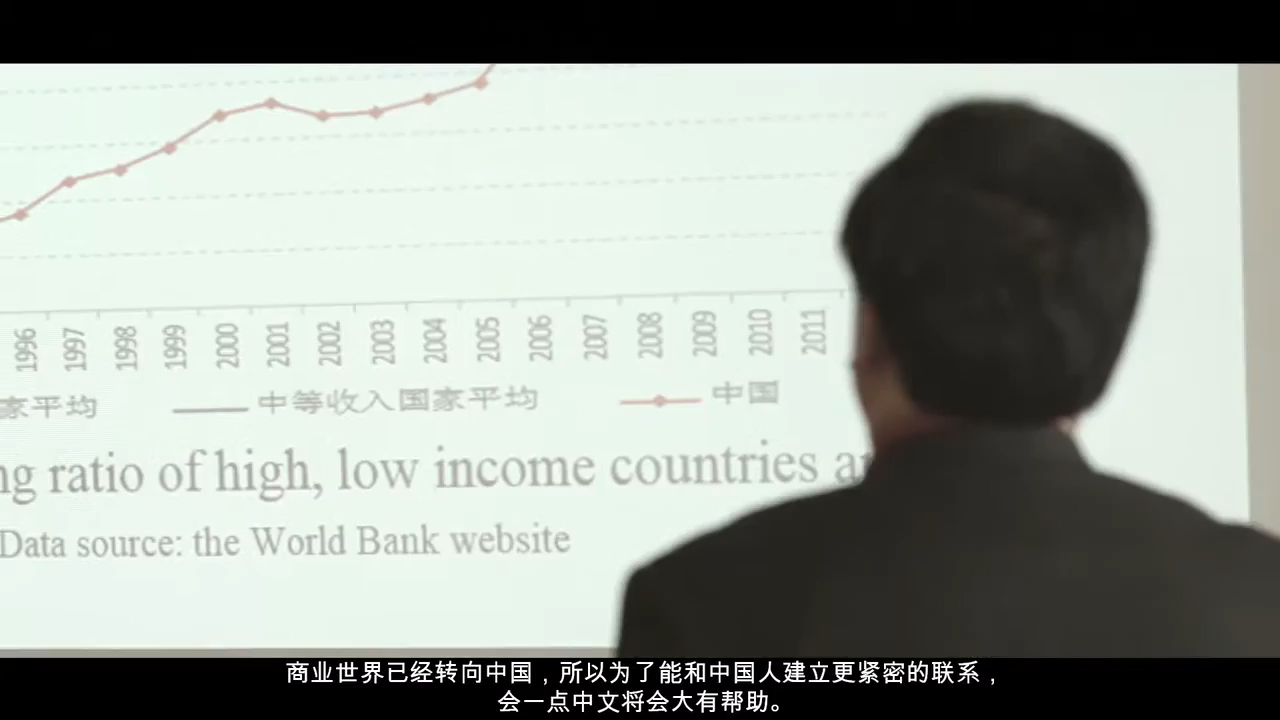 1996 1997 1998 1999 2000 2001 2002 2003 2004 2005 2006 2007 2008 2009 2010 2011
家平均 中等收入国家平均 中国
ng ratio of high, low income countries a
Data source: the World Bank website
商业世界已经转向中国，所以为了能和中国人建立更紧密的联系，
会一点中文将会大有帮助。